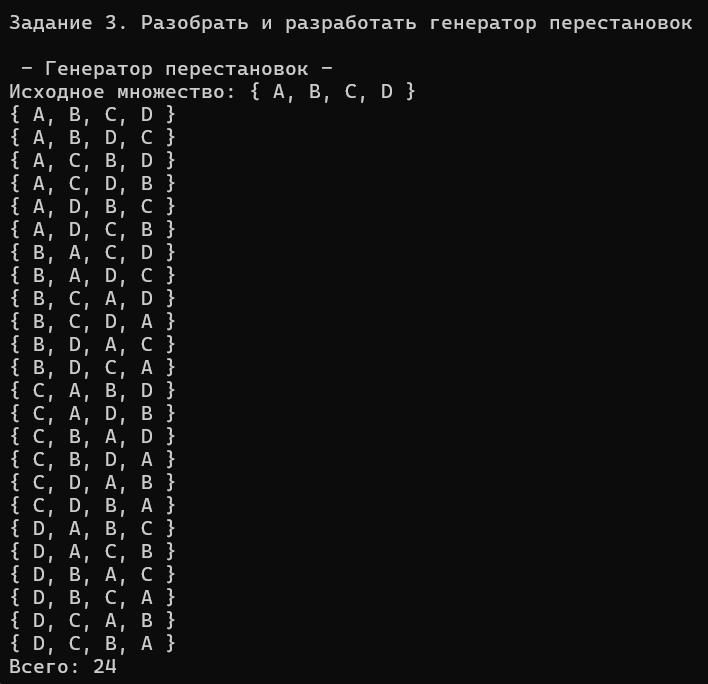 Задание 3. Разобрать и разработать генератор перестановок
– Генератор перестановок –
Исходное множество: { A, B, C, D }
{ A, B, C, D }
{ A, B, D, C }
{ A, C, B, D }
{ A, C, D, B }
{ A, D, B, C }
{ A, D, C, B }
{ B, A, C, D }
{ B, A, D, C }
{ B, C, A, D }
{ B, C, D, A }
{ B, D, A, C }
{ B, D, C, A }
{ C, A, B, D }
{ C, A, D, B }
{ C, B, A, D }
{ C, B, D, A }
{ C, D, A, B }
{ C, D, B, A }
{ D, A, B, C }
{ D, A, C, B }
{ D, B, A, C }
{ D, B, C, A }
{ D, C, A, B }
{ D, C, B, A }
Всего: 24